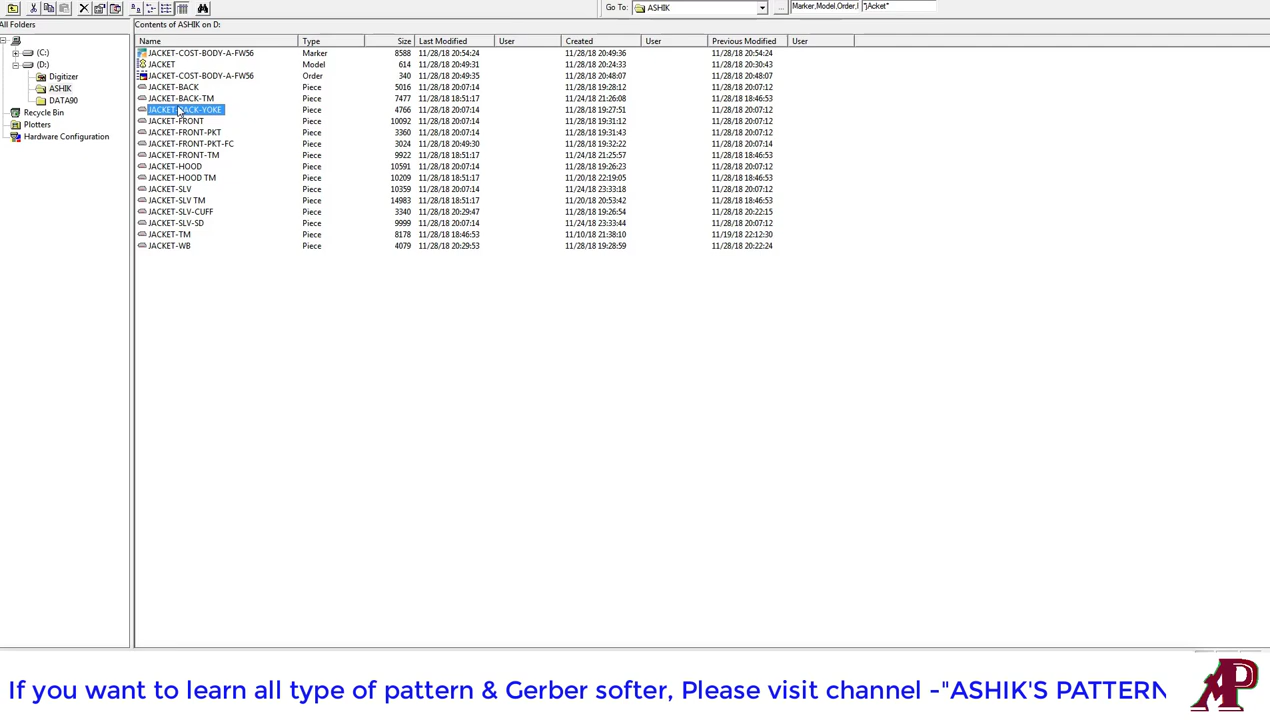 Go To: ASHIK ... Marker,Model,Order,I "jAcket"
All Folders Contents of ASHIK on D:
Name Type Size Last Modified User Created User Previous Modified User
(C:)
(D:)
Digitizer
ASHIK
DATA90
Recycle Bin
Plotters
Hardware Configuration
JACKET-COST-BODY-A-FW56 Marker 8588 11/28/18 20:54:24 11/28/18 20:49:36 11/28/18 20:54:24
JACKET Model 614 11/28/18 20:49:31 11/28/18 20:24:33 11/28/18 20:30:43
JACKET-COST-BODY-A-FW56 Order 340 11/28/18 20:49:35 11/28/18 20:48:07 11/28/18 20:48:07
JACKET-BACK Piece 5016 11/28/18 20:07:14 11/28/18 19:28:12 11/28/18 20:07:12
JACKET-BACK-TM Piece 7477 11/28/18 18:51:17 11/24/18 21:26:08 11/28/18 18:46:53
JACKET-BACK-YOKE Piece 4766 11/28/18 20:07:14 11/28/18 19:27:51 11/28/18 20:07:12
JACKET-FRONT Piece 10092 11/28/18 20:07:14 11/28/18 19:31:12 11/28/18 20:07:12
JACKET-FRONT-PKT Piece 3360 11/28/18 20:07:14 11/28/18 19:31:43 11/28/18 20:07:12
JACKET-FRONT-PKT-FC Piece 3024 11/28/18 20:49:30 11/28/18 19:32:22 11/28/18 20:07:14
JACKET-FRONT-TM Piece 9922 11/28/18 18:51:17 11/24/18 21:25:57 11/28/18 18:46:53
JACKET-HOOD Piece 10591 11/28/18 20:07:14 11/28/18 19:26:23 11/28/18 20:07:12
JACKET-HOOD TM Piece 10209 11/28/18 18:51:17 11/20/18 22:19:05 11/28/18 18:46:53
JACKET-SLV Piece 10359 11/28/18 20:07:14 11/24/18 23:33:18 11/28/18 20:07:12
JACKET-SLV TM Piece 14983 11/28/18 18:51:17 11/24/18 20:53:42 11/28/18 18:46:53
JACKET-SLV-CUFF Piece 3340 11/28/18 20:29:47 11/28/18 19:26:54 11/28/18 20:22:15
JACKET-SLV-SD Piece 9999 11/28/18 20:07:14 11/24/18 23:33:44 11/28/18 20:07:12
JACKET-TM Piece 8178 11/28/18 18:46:53 11/10/18 21:38:10 11/19/18 22:12:30
JACKET-WB Piece 4079 11/28/18 20:29:53 11/28/18 19:28:59 11/28/18 20:22:24
If you want to learn all type of pattern & Gerber softer, Please visit channel -"ASHIK'S PATTERN
AP